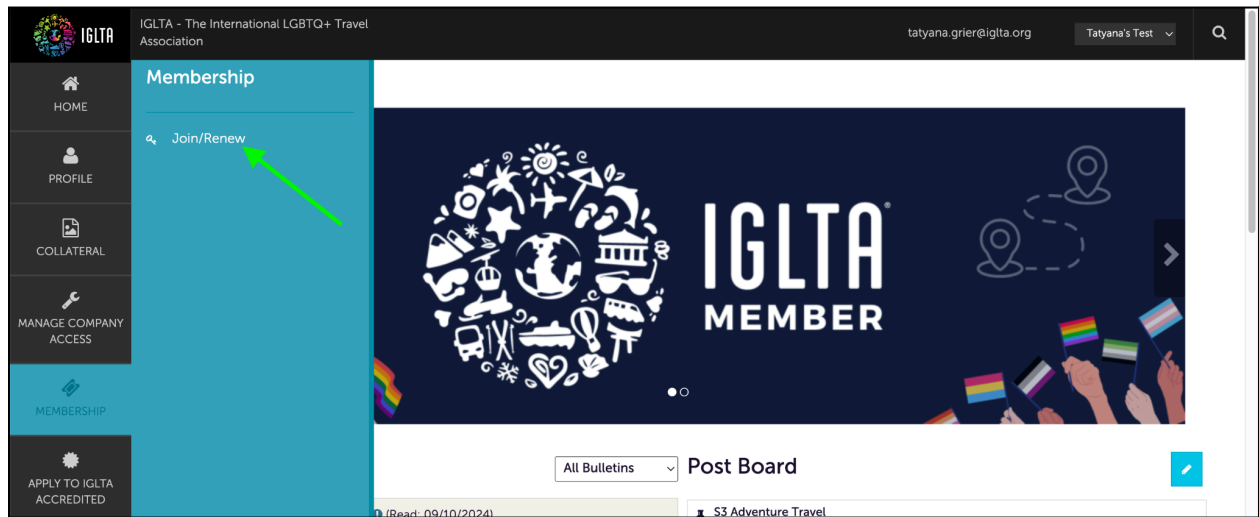 IGLTA
IGLTA - The International LGBTQ+ Travel
Association
tatyana.grier@iglta.org
Tatyana's Test
HOME
PROFILE
COLLATERAL
MANAGE COMPANY
ACCESS
MEMBERSHIP
APPLY TO IGLTA
ACCREDITED
Membership
Join/Renew
IGLTA®
MEMBER
All Bulletins
Post Board
(Read: 09/10/2024)
S3 Adventure Travel